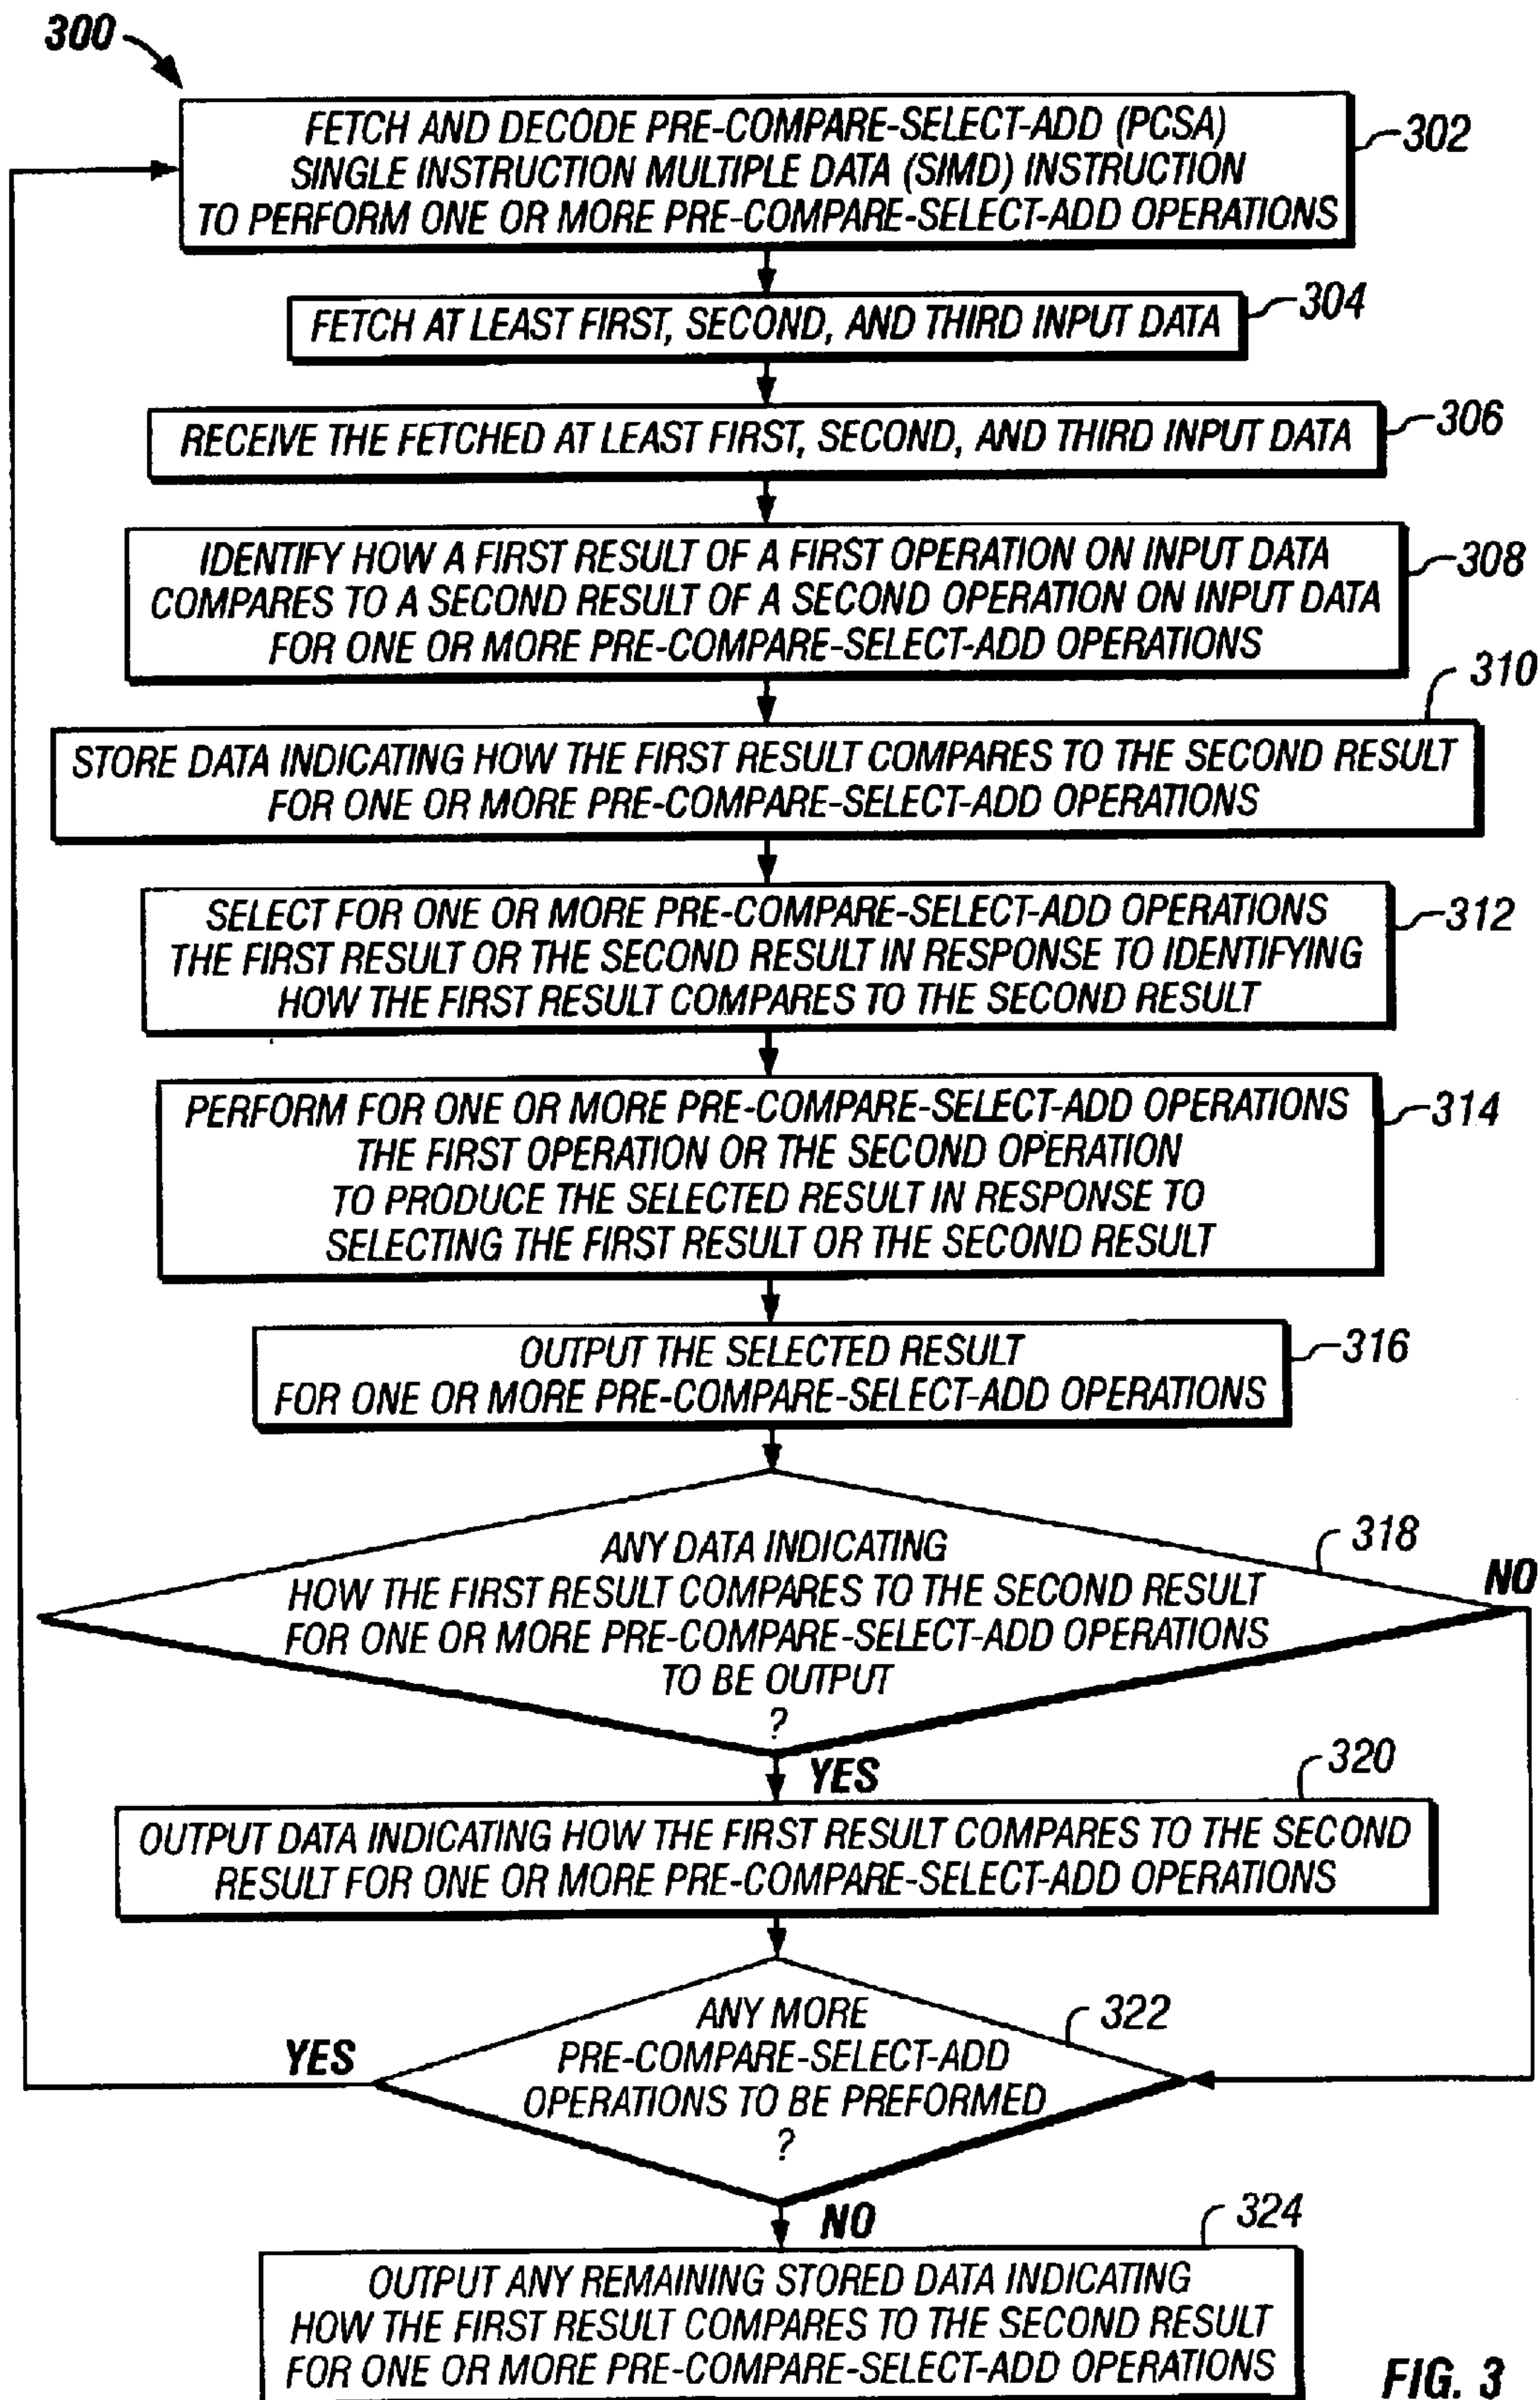 300
FETCH AND DECODE PRE-COMPARE-SELECT-ADD (PCSA)
SINGLE INSTRUCTION MULTIPLE DATA (SIMD) INSTRUCTION
TO PERFORM ONE OR MORE PRE-COMPARE-SELECT-ADD OPERATIONS
302
FETCH AT LEAST FIRST, SECOND, AND THIRD INPUT DATA
304
RECEIVE THE FETCHED AT LEAST FIRST, SECOND, AND THIRD INPUT DATA
306
IDENTIFY HOW A FIRST RESULT OF A FIRST OPERATION ON INPUT DATA
COMPARES TO A SECOND RESULT OF A SECOND OPERATION ON INPUT DATA
FOR ONE OR MORE PRE-COMPARE-SELECT-ADD OPERATIONS
308
310
STORE DATA INDICATING HOW THE FIRST RESULT COMPARES TO THE SECOND RESULT
FOR ONE OR MORE PRE-COMPARE-SELECT-ADD OPERATIONS
SELECT FOR ONE OR MORE PRE-COMPARE-SELECT-ADD OPERATIONS
THE FIRST RESULT OR THE SECOND RESULT IN RESPONSE TO IDENTIFYING
HOW THE FIRST RESULT COMPARES TO THE SECOND RESULT
312
PERFORM FOR ONE OR MORE PRE-COMPARE-SELECT-ADD OPERATIONS
THE FIRST OPERATION OR THE SECOND OPERATION
TO PRODUCE THE SELECTED RESULT IN RESPONSE TO
SELECTING THE FIRST RESULT OR THE SECOND RESULT
314
OUTPUT THE SELECTED RESULT
FOR ONE OR MORE PRE-COMPARE-SELECT-ADD OPERATIONS
316
ANY DATA INDICATING
HOW THE FIRST RESULT COMPARES TO THE SECOND RESULT
FOR ONE OR MORE PRE-COMPARE-SELECT-ADD OPERATIONS
TO BE OUTPUT
?
318
NO
YES
320
OUTPUT DATA INDICATING HOW THE FIRST RESULT COMPARES TO THE SECOND
RESULT FOR ONE OR MORE PRE-COMPARE-SELECT-ADD OPERATIONS
ANY MORE
PRE-COMPARE-SELECT-ADD
OPERATIONS TO BE PREFORMED
?
322
YES
NO
324
OUTPUT ANY REMAINING STORED DATA INDICATING
HOW THE FIRST RESULT COMPARES TO THE SECOND RESULT
FOR ONE OR MORE PRE-COMPARE-SELECT-ADD OPERATIONS
FIG. 3